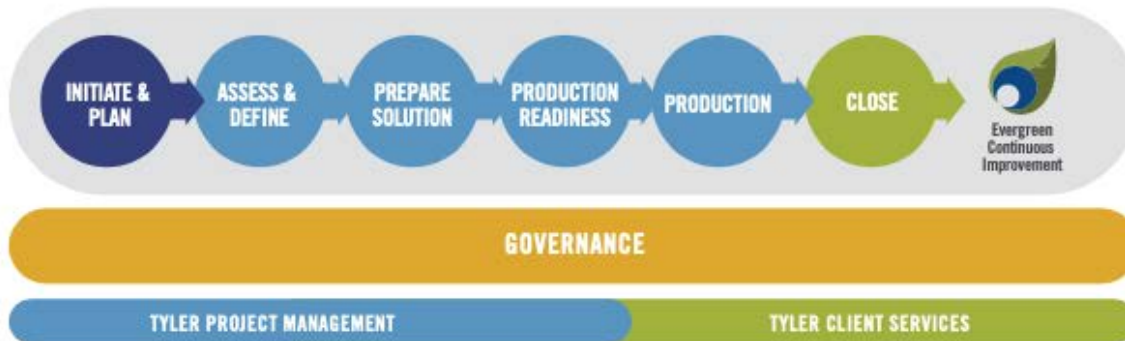 INITIATE &
PLAN
ASSESS &
DEFINE
PREPARE
SOLUTION
PRODUCTION
READINESS
PRODUCTION
CLOSE
Evergreen
Continuous
Improvement
GOVERNANCE
TYLER PROJECT MANAGEMENT
TYLER CLIENT SERVICES